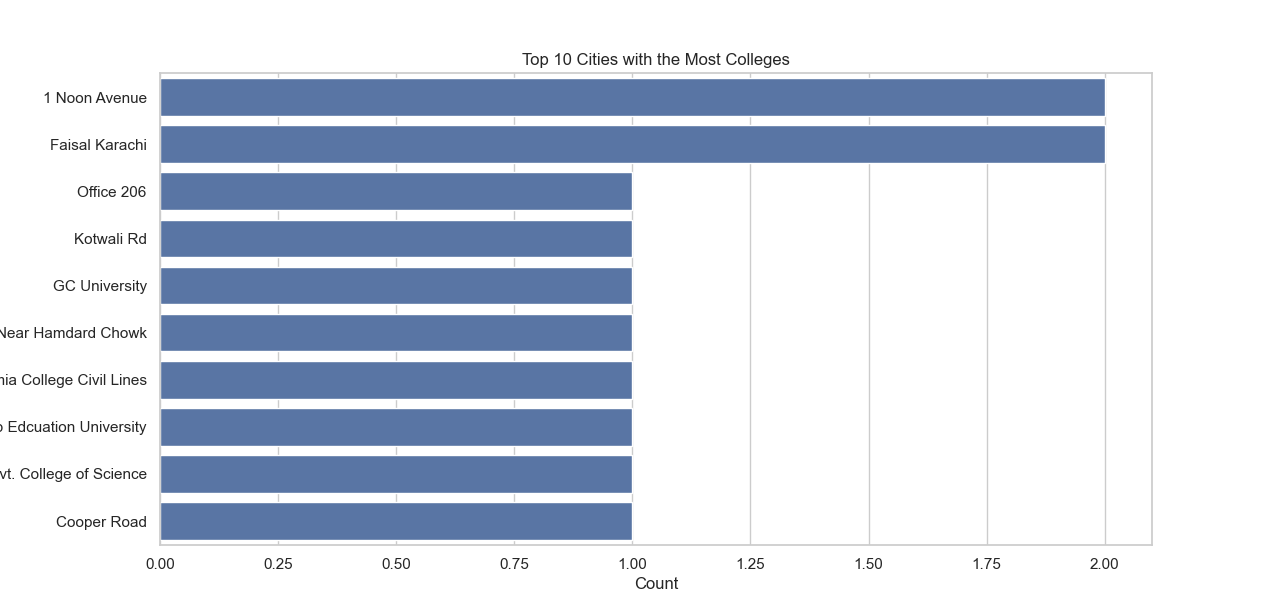 Top 10 Cities with the Most Colleges
1 Noon Avenue
Faisal Karachi
Office 206
Kotwali Rd
GC University
Near Hamdard Chowk
College Civil Lines
Edcuation University
College of Science
Cooper Road
0.00 0.25 0.50 0.75 1.00 1.25 1.50 1.75 2.00
Count